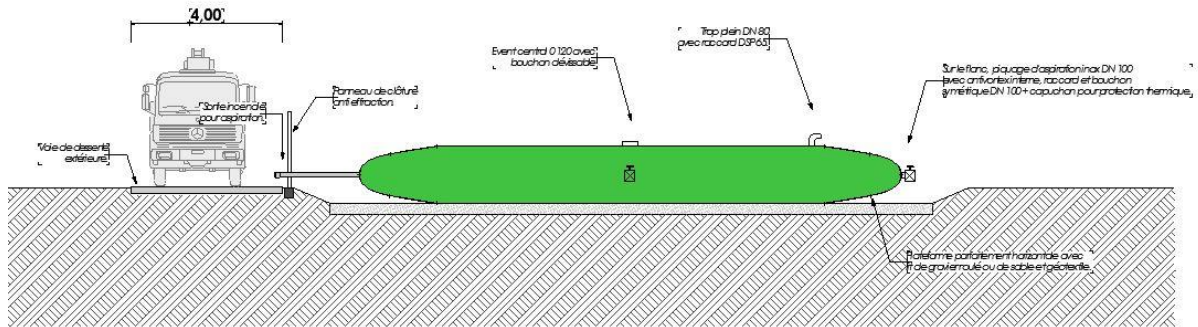 4,00
Voie de desserte
extérieure
Sortie incendie
pour aspiration
Panneau de clôture
anti effraction
Event central 0 120 avec
bouchon dévissable
Trop plein DN 80
avec raccord DSP65
Sur le flanc, piquage d'aspiration inox DN 100
avec antivortex interne, raccord et bouchon
symétique DN 100 + capuchon pour protection thermique
Plateforme parfaitement horizontale avec
de gravier roulé ou de sable et géotextile